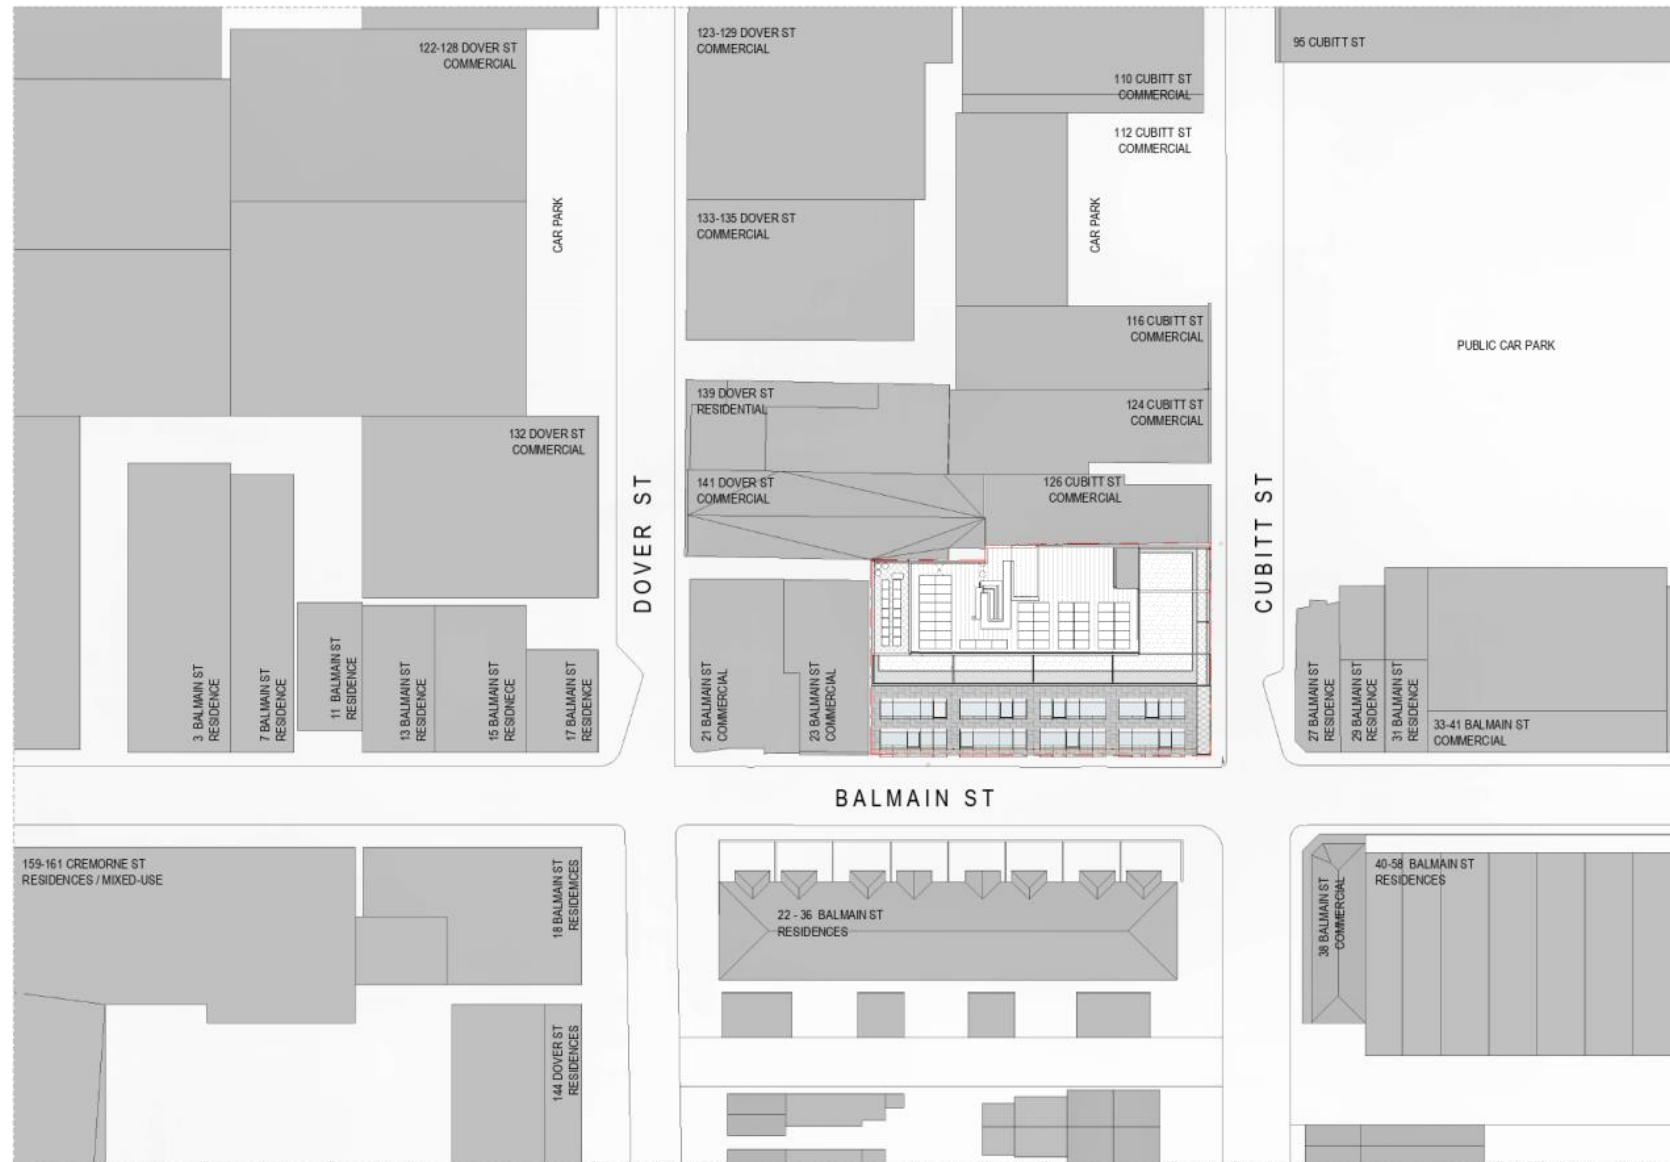 122-128 DOVER ST
COMMERCIAL
123-129 DOVER ST
COMMERCIAL
110 CUBITT ST
COMMERCIAL
95 CUBITT ST
112 CUBITT ST
COMMERCIAL
CAR PARK
133-135 DOVER ST
COMMERCIAL
CAR PARK
116 CUBITT ST
COMMERCIAL
PUBLIC CAR PARK
132 DOVER ST
COMMERCIAL
139 DOVER ST
RESIDENTIAL
124 CUBITT ST
COMMERCIAL
141 DOVER ST
COMMERCIAL
126 CUBITT ST
COMMERCIAL
DOVER ST
CUBITT ST
3 BALMAIN ST
RESIDENCE
7 BALMAIN ST
RESIDENCE
11 BALMAIN ST
RESIDENCE
13 BALMAIN ST
RESIDENCE
15 BALMAIN ST
RESIDNECE
17 BALMAIN ST
RESIDENCE
21 BALMAIN ST
COMMERCIAL
23 BALMAIN ST
COMMERCIAL
27 BALMAIN ST
RESIDENCE
29 BALMAIN ST
RESIDENCE
31 BALMAIN ST
RESIDENCE
33-41 BALMAIN ST
COMMERCIAL
BALMAIN ST
159-161 CREMORNE ST
RESIDENCES / MIXED-USE
18 BALMAIN ST
RESIDEMCES
22 - 36 BALMAIN ST
RESIDENCES
38 BALMAIN ST
COMMERCIAL
40-58 BALMAIN ST
RESIDENCES
144 DOVER ST
RESIDENCES